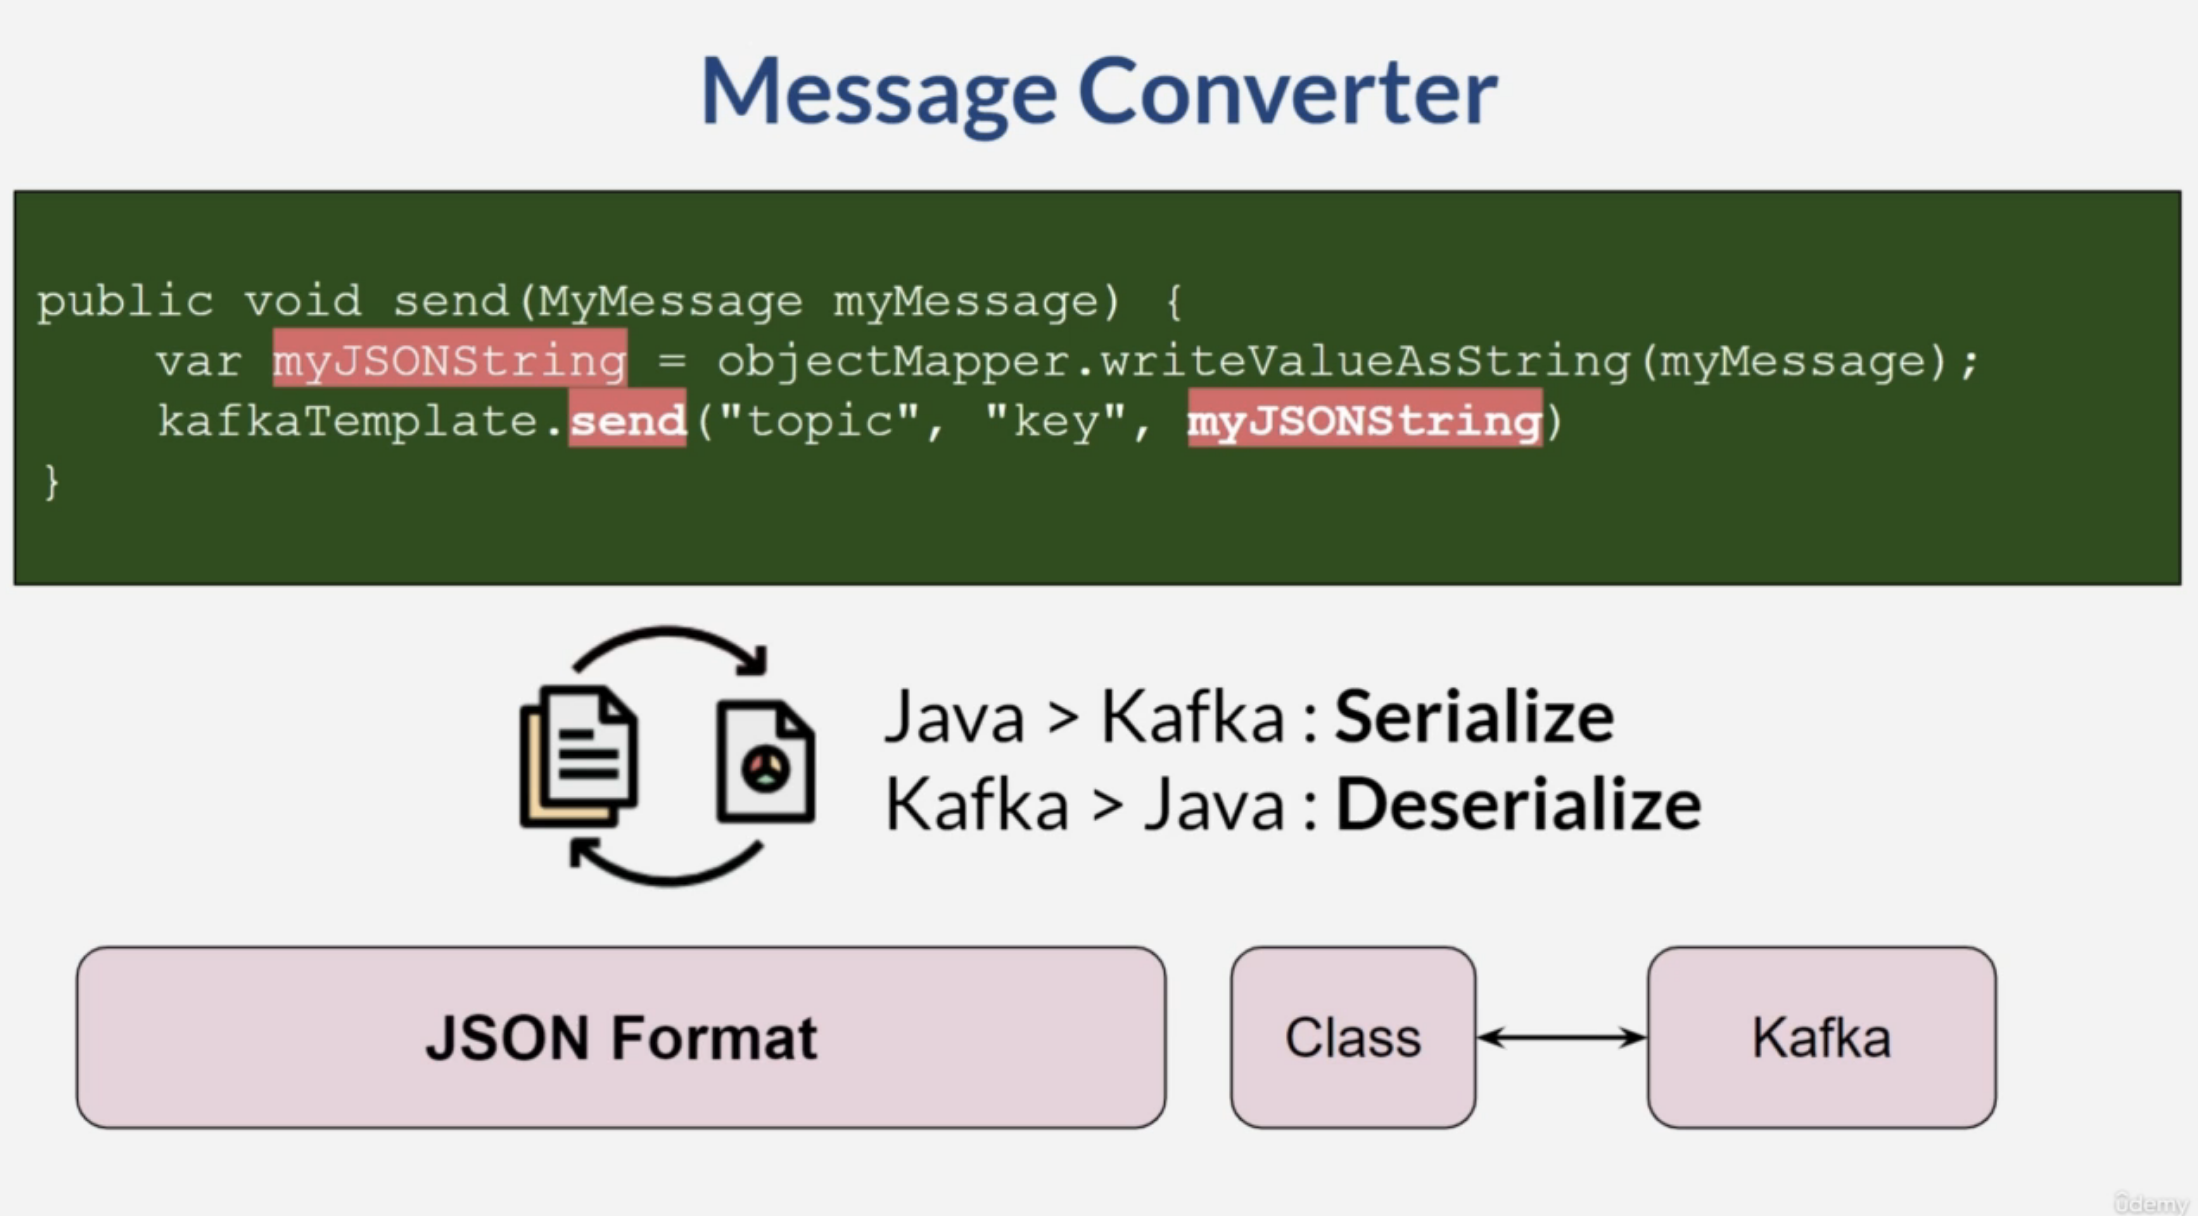 Message Converter
public void send(MyMessage myMessage) {
    var myJSONString = objectMapper.writeValueAsString(myMessage);
    kafkaTemplate.send("topic", "key", myJSONString)
}
Java > Kafka : Serialize
Kafka > Java : Deserialize
JSON Format
Class
Kafka
ûdemy